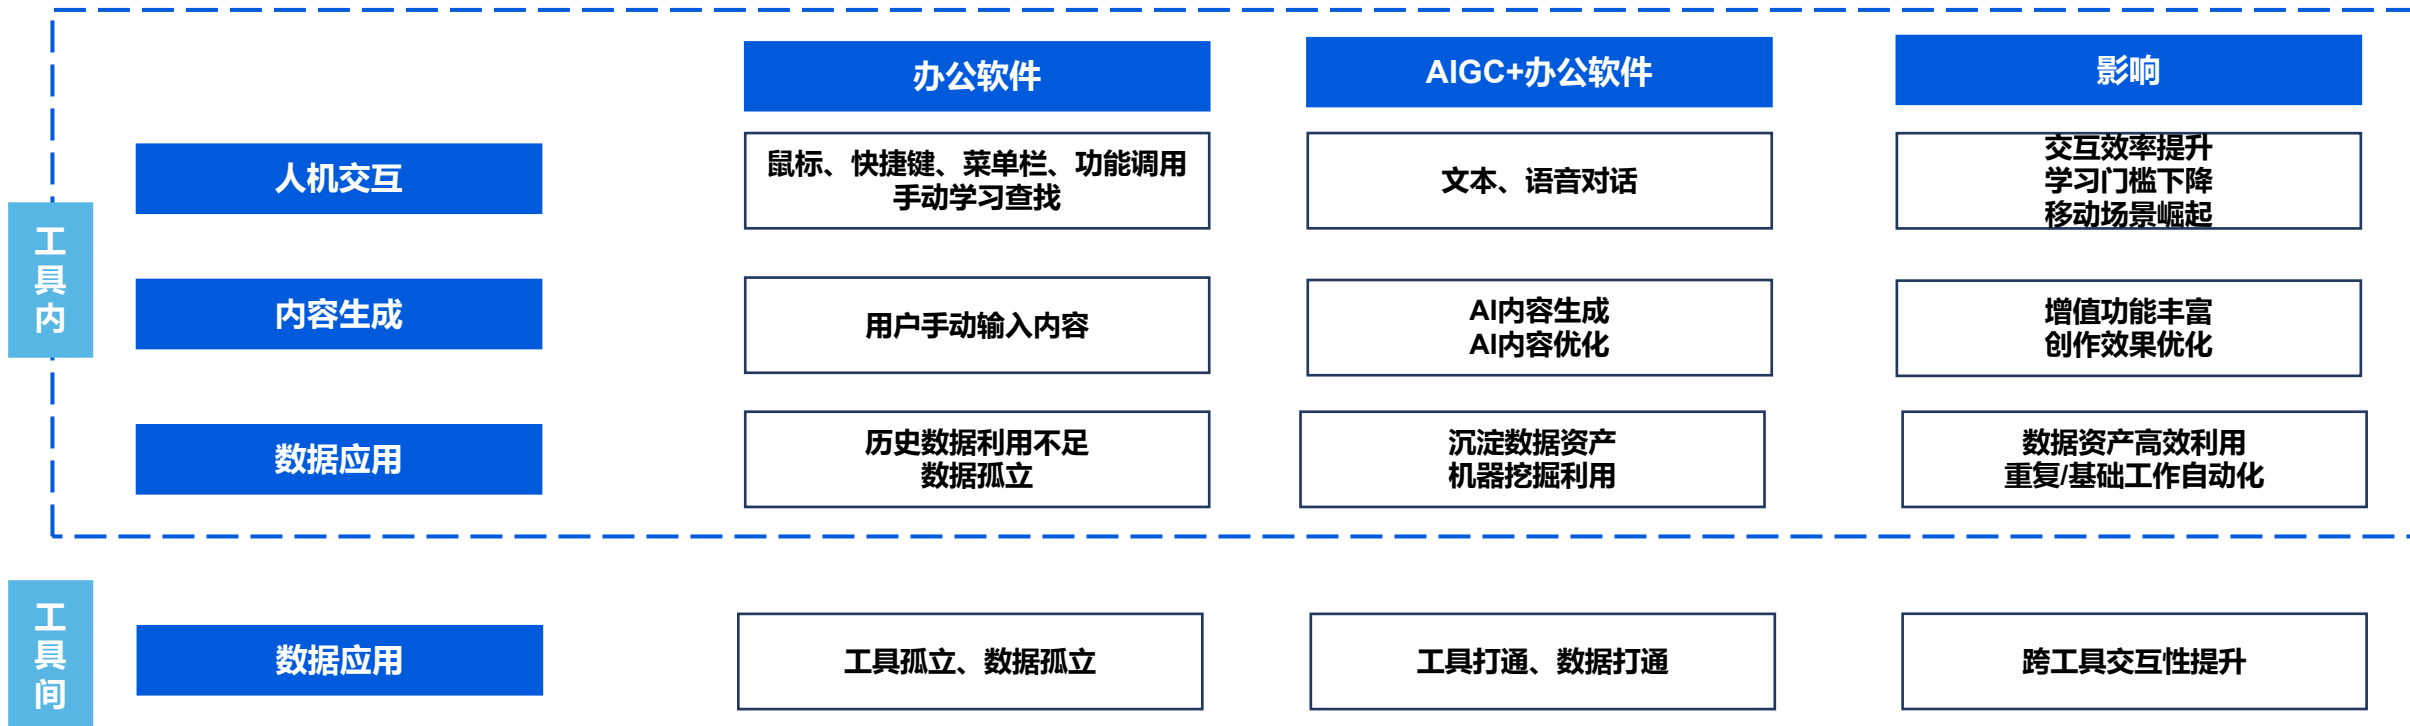 办公软件
AIGC+办公软件
影响
工具内
人机交互
鼠标、快捷键、菜单栏、功能调用
手动学习查找
文本、语音对话
交互效率提升
学习门槛下降
移动场景崛起
内容生成
用户手动输入内容
AI内容生成
AI内容优化
增值功能丰富
创作效果优化
数据应用
历史数据利用不足
数据孤立
沉淀数据资产
机器挖掘利用
数据资产高效利用
重复/基础工作自动化
工具间
数据应用
工具孤立、数据孤立
工具打通、数据打通
跨工具交互性提升